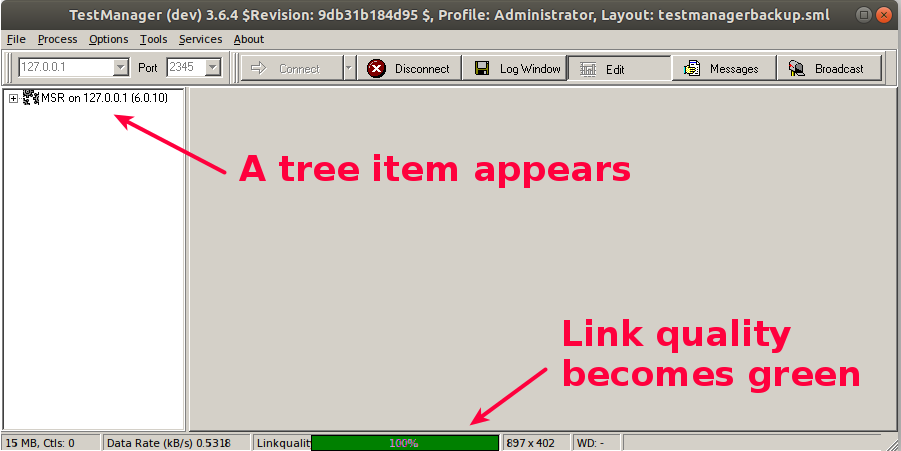 TestManager (dev) 3.6.4 $Revision: 9db31b184d95 $, Profile: Administrator, Layout: testmanagerbackup.sml
File Process Options Tools Services About
127.0.0.1 Port 2345 Connect Disconnect Log Window Edit Messages Broadcast
MSR on 127.0.0.1 (6.0.10)
A tree item appears
Link quality
becomes green
15 MB, Ctls: 0 Data Rate (kB/s) 0.5318 Linkquality 100% 897 x 402 WD: -